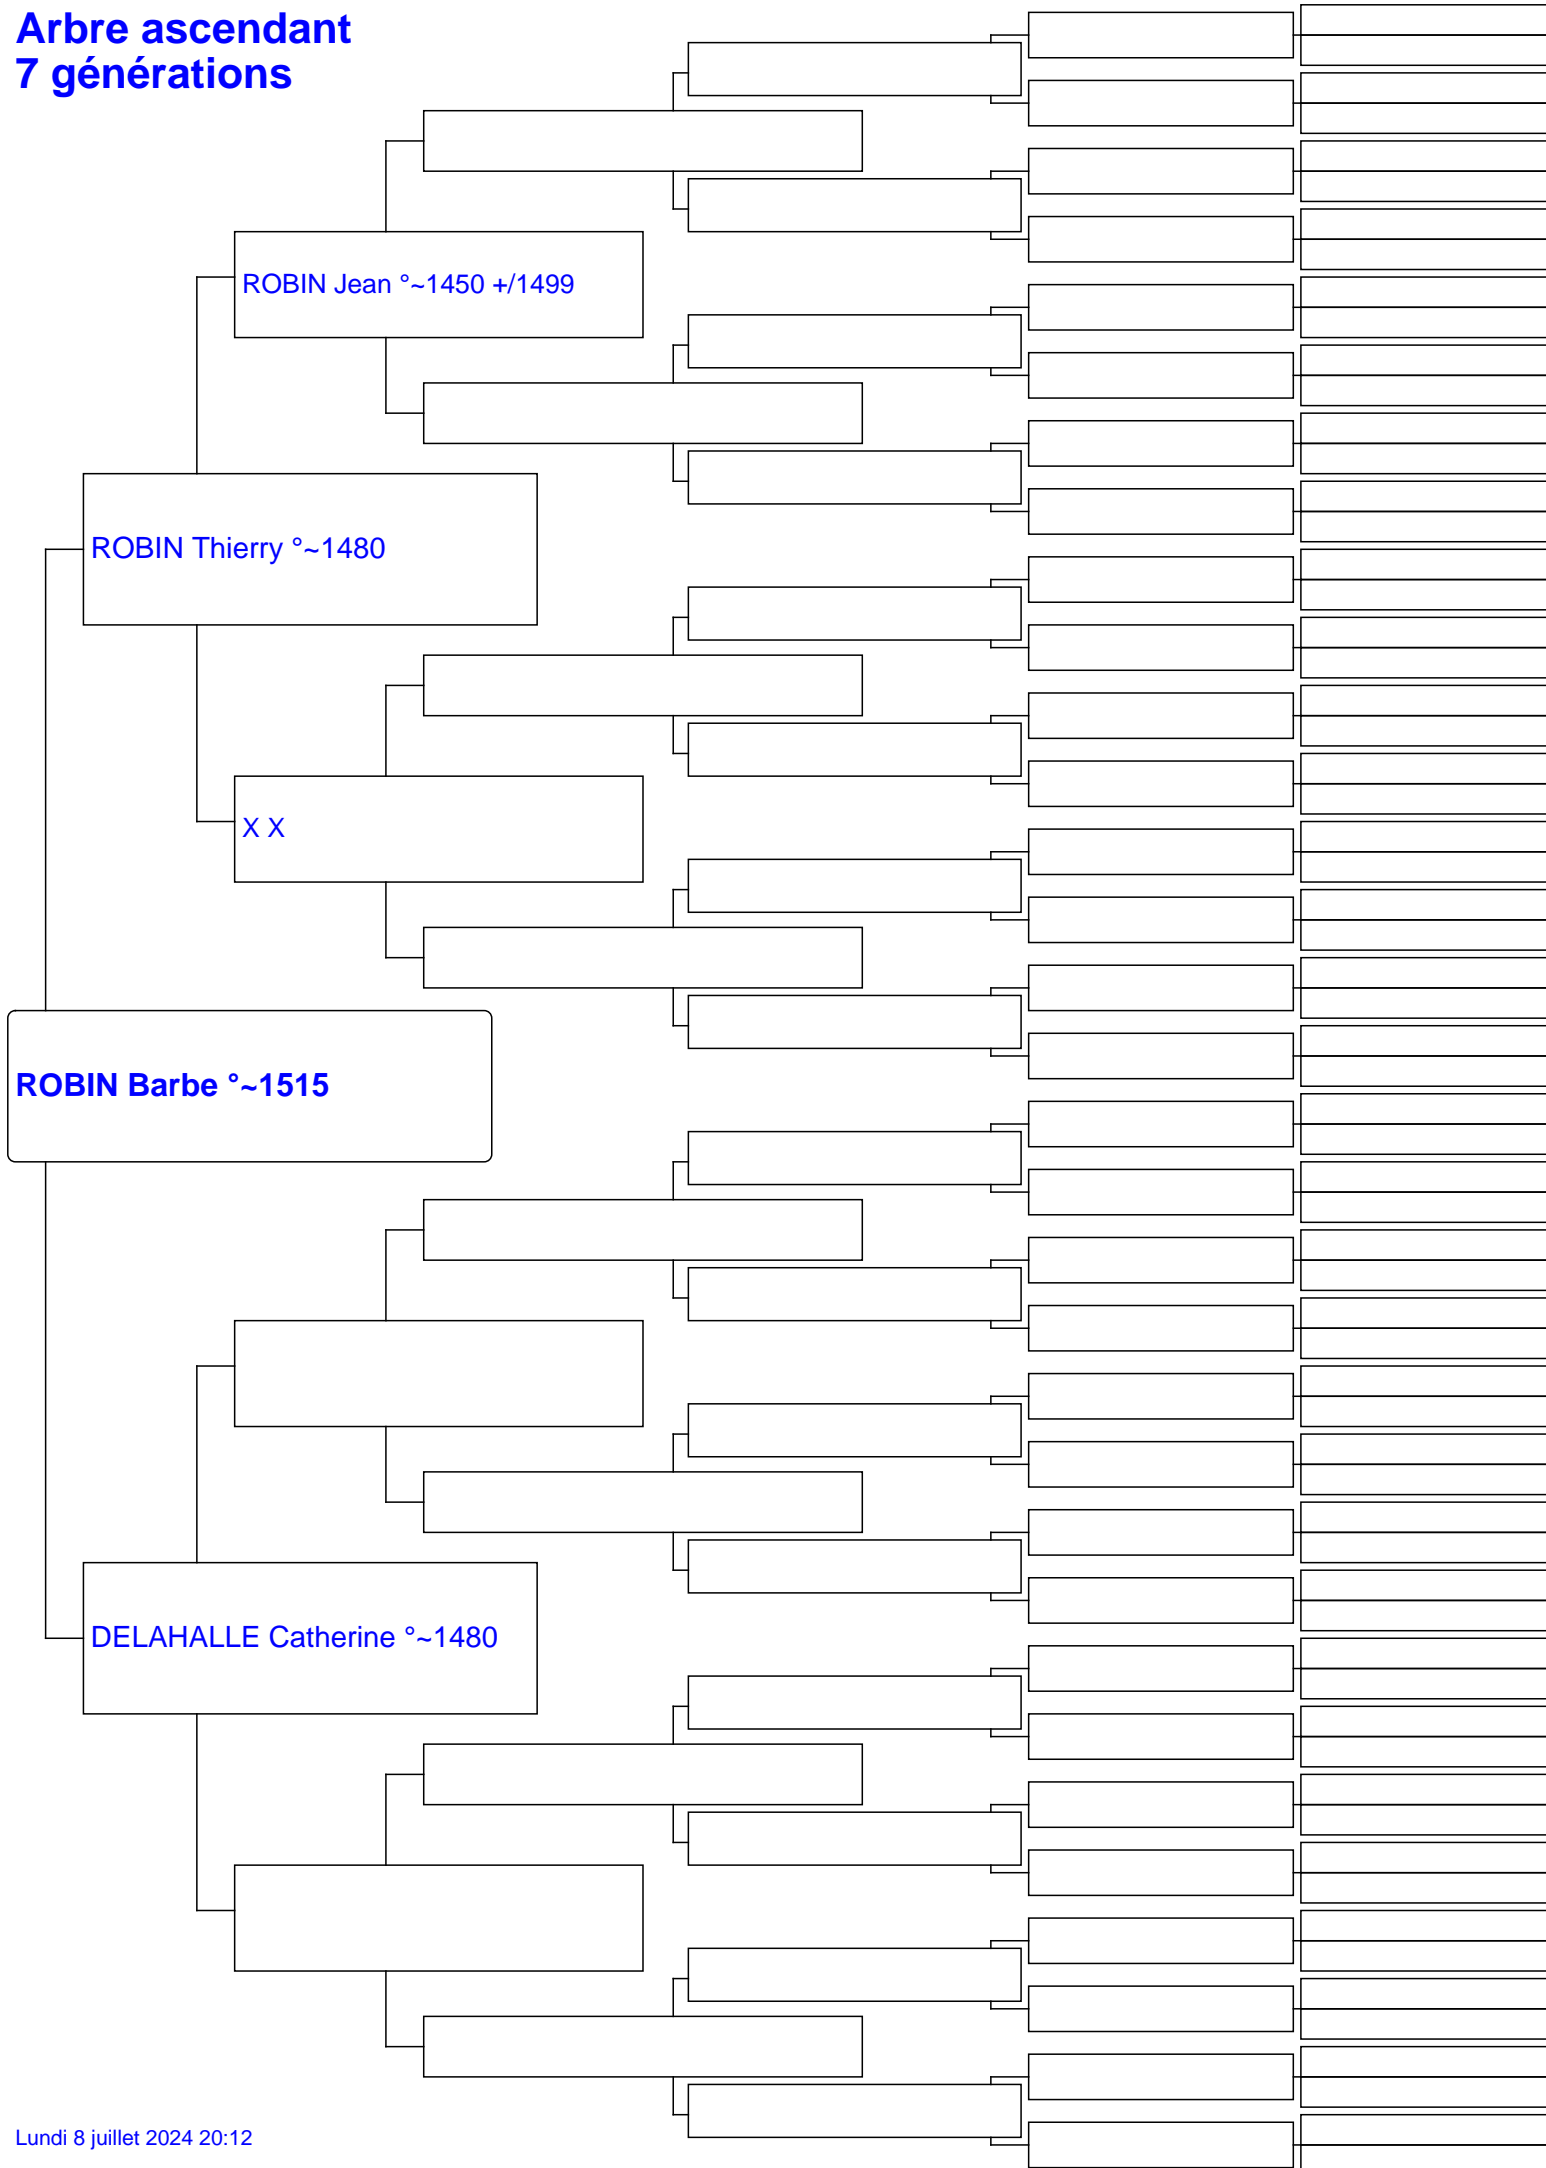 Arbre ascendant
7 générations
ROBIN Jean °~1450 +/1499
ROBIN Thierry °~1480
X X
ROBIN Barbe °~1515
DELAHALLE Catherine °~1480
Lundi 8 juillet 2024 20:12